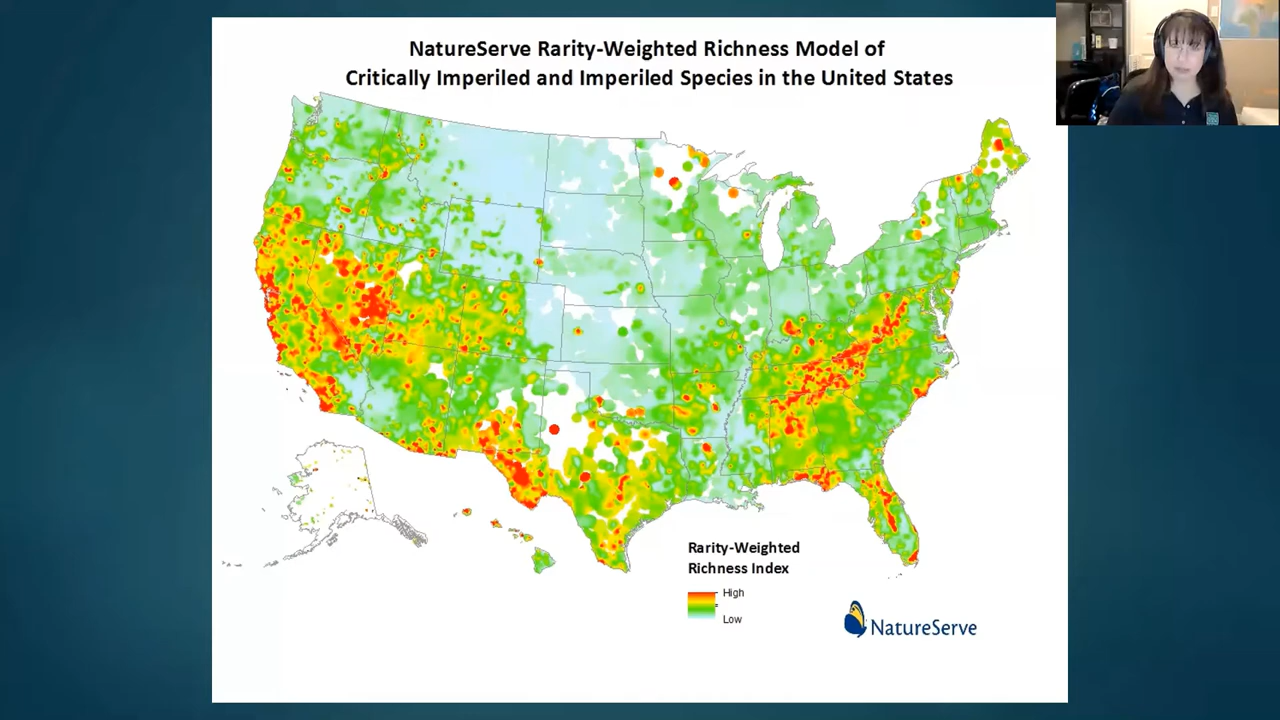 NatureServe Rarity-Weighted Richness Model of
Critically Imperiled and Imperiled Species in the United States
Rarity-Weighted
Richness Index
High
Low
NatureServe